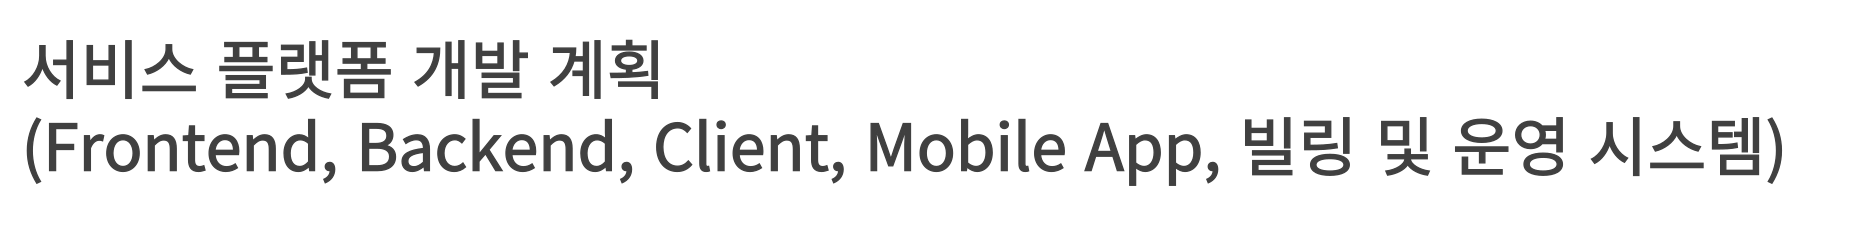 서비스 플랫폼 개발 계획
(Frontend, Backend, Client, Mobile App, 빌링 및 운영 시스템)